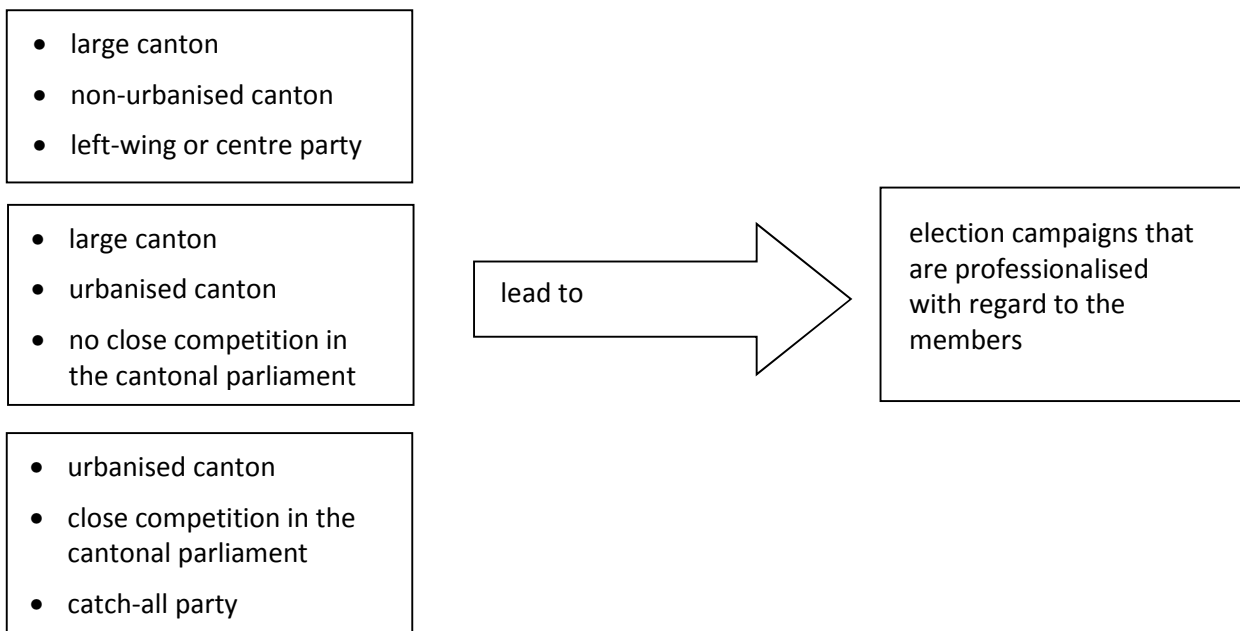 • large canton
• non-urbanised canton
• left-wing or centre party
• large canton
• urbanised canton
• no close competition in
the cantonal parliament
• urbanised canton
• close competition in the
cantonal parliament
• catch-all party
lead to
election campaigns that
are professionalised
with regard to the
members